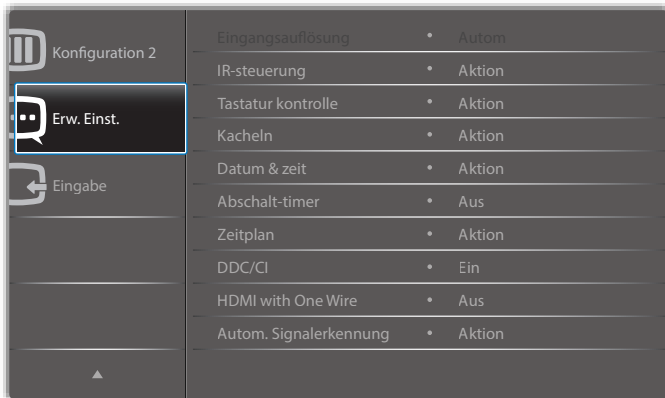 Konfiguration 2
Erw. Einst.
Eingabe
Eingangsauflösung • Autom
IR-steuerung • Aktion
Tastatur kontrolle • Aktion
Kacheln • Aktion
Datum & zeit • Aktion
Abschalt-timer • Aus
Zeitplan • Aktion
DDC/CI • Ein
HDMI with One Wire • Aus
Autom. Signalerkennung • Aktion